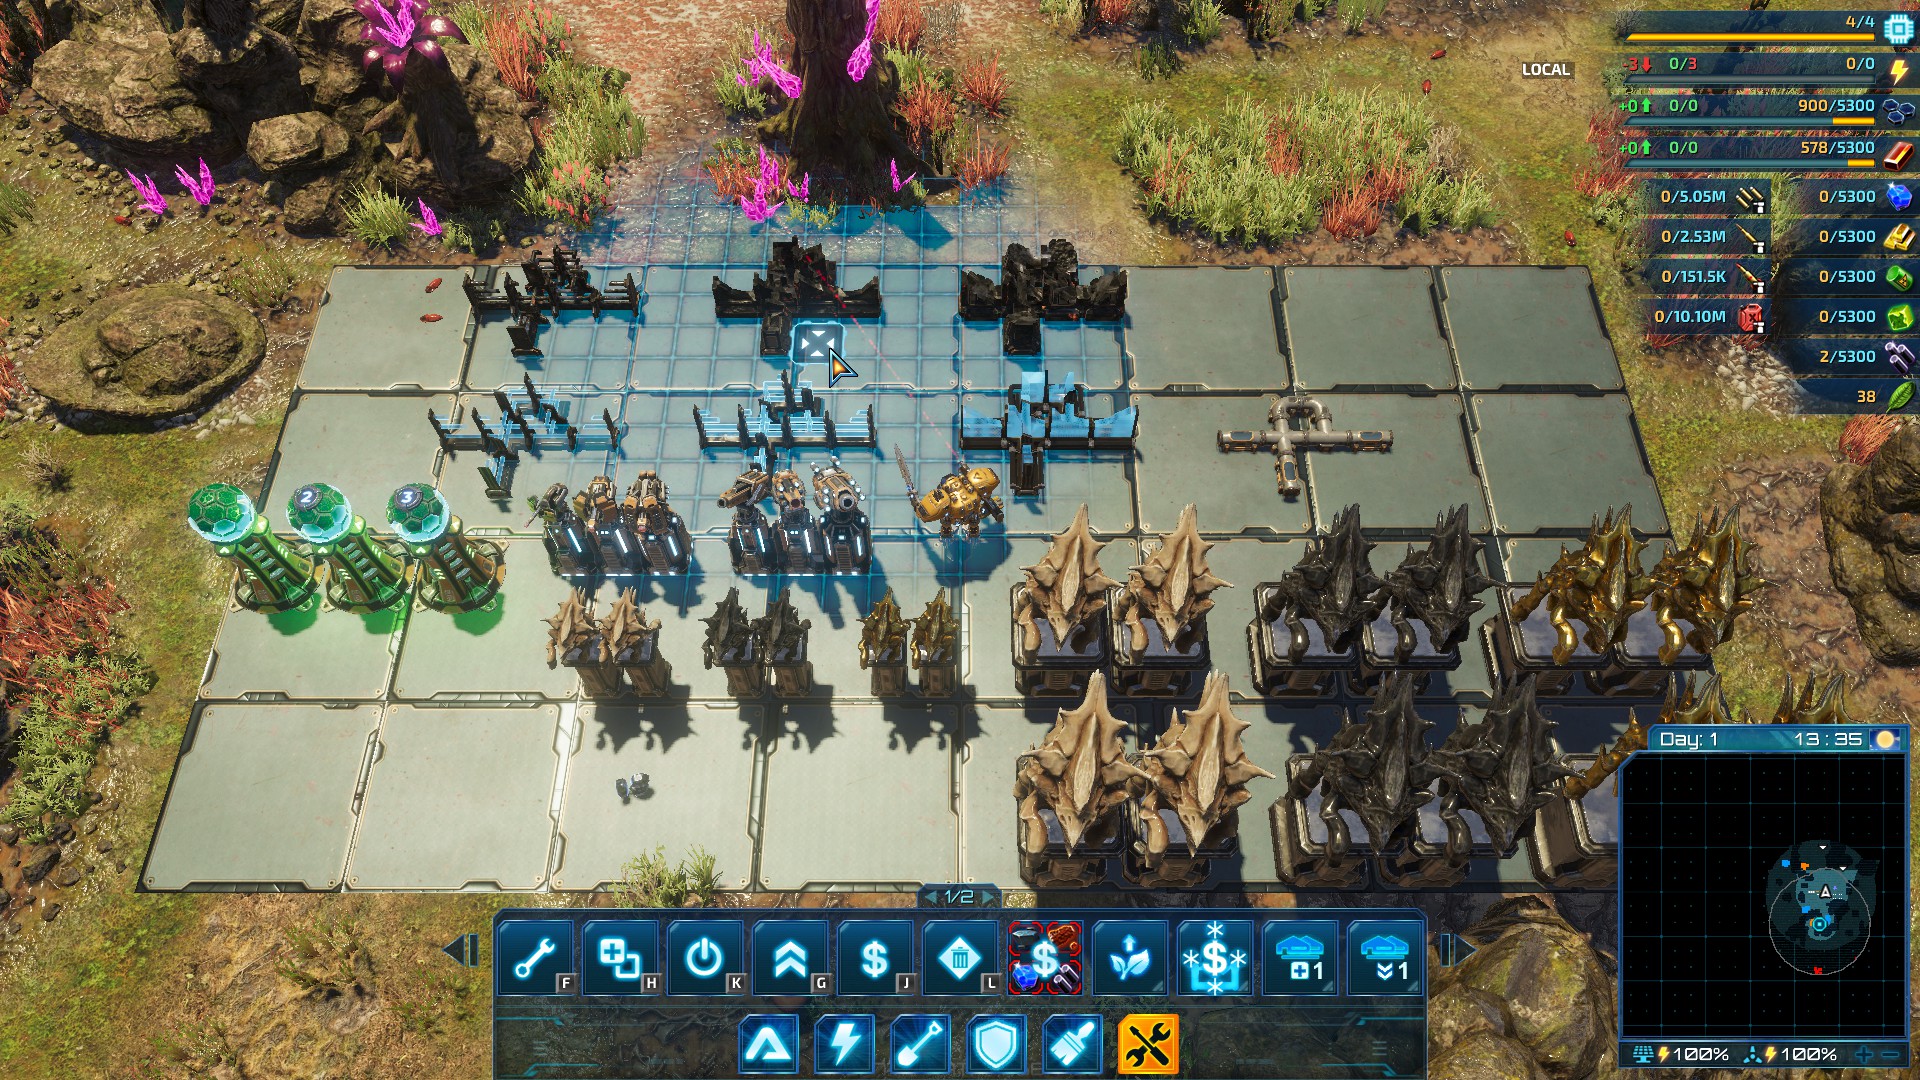 4/4
LOCAL
-3 0/3 0/0
+0 0/0 900/5300
+0 0/0 578/5300
0/5.05M 0/5300
0/2.53M 0/5300
0/151.5K 0/5300
0/10.10M 0/5300
2/5300
38
2 3
Day: 1 13:35
1/2
F H K G $ J L $ $ 1 1
100% 100%